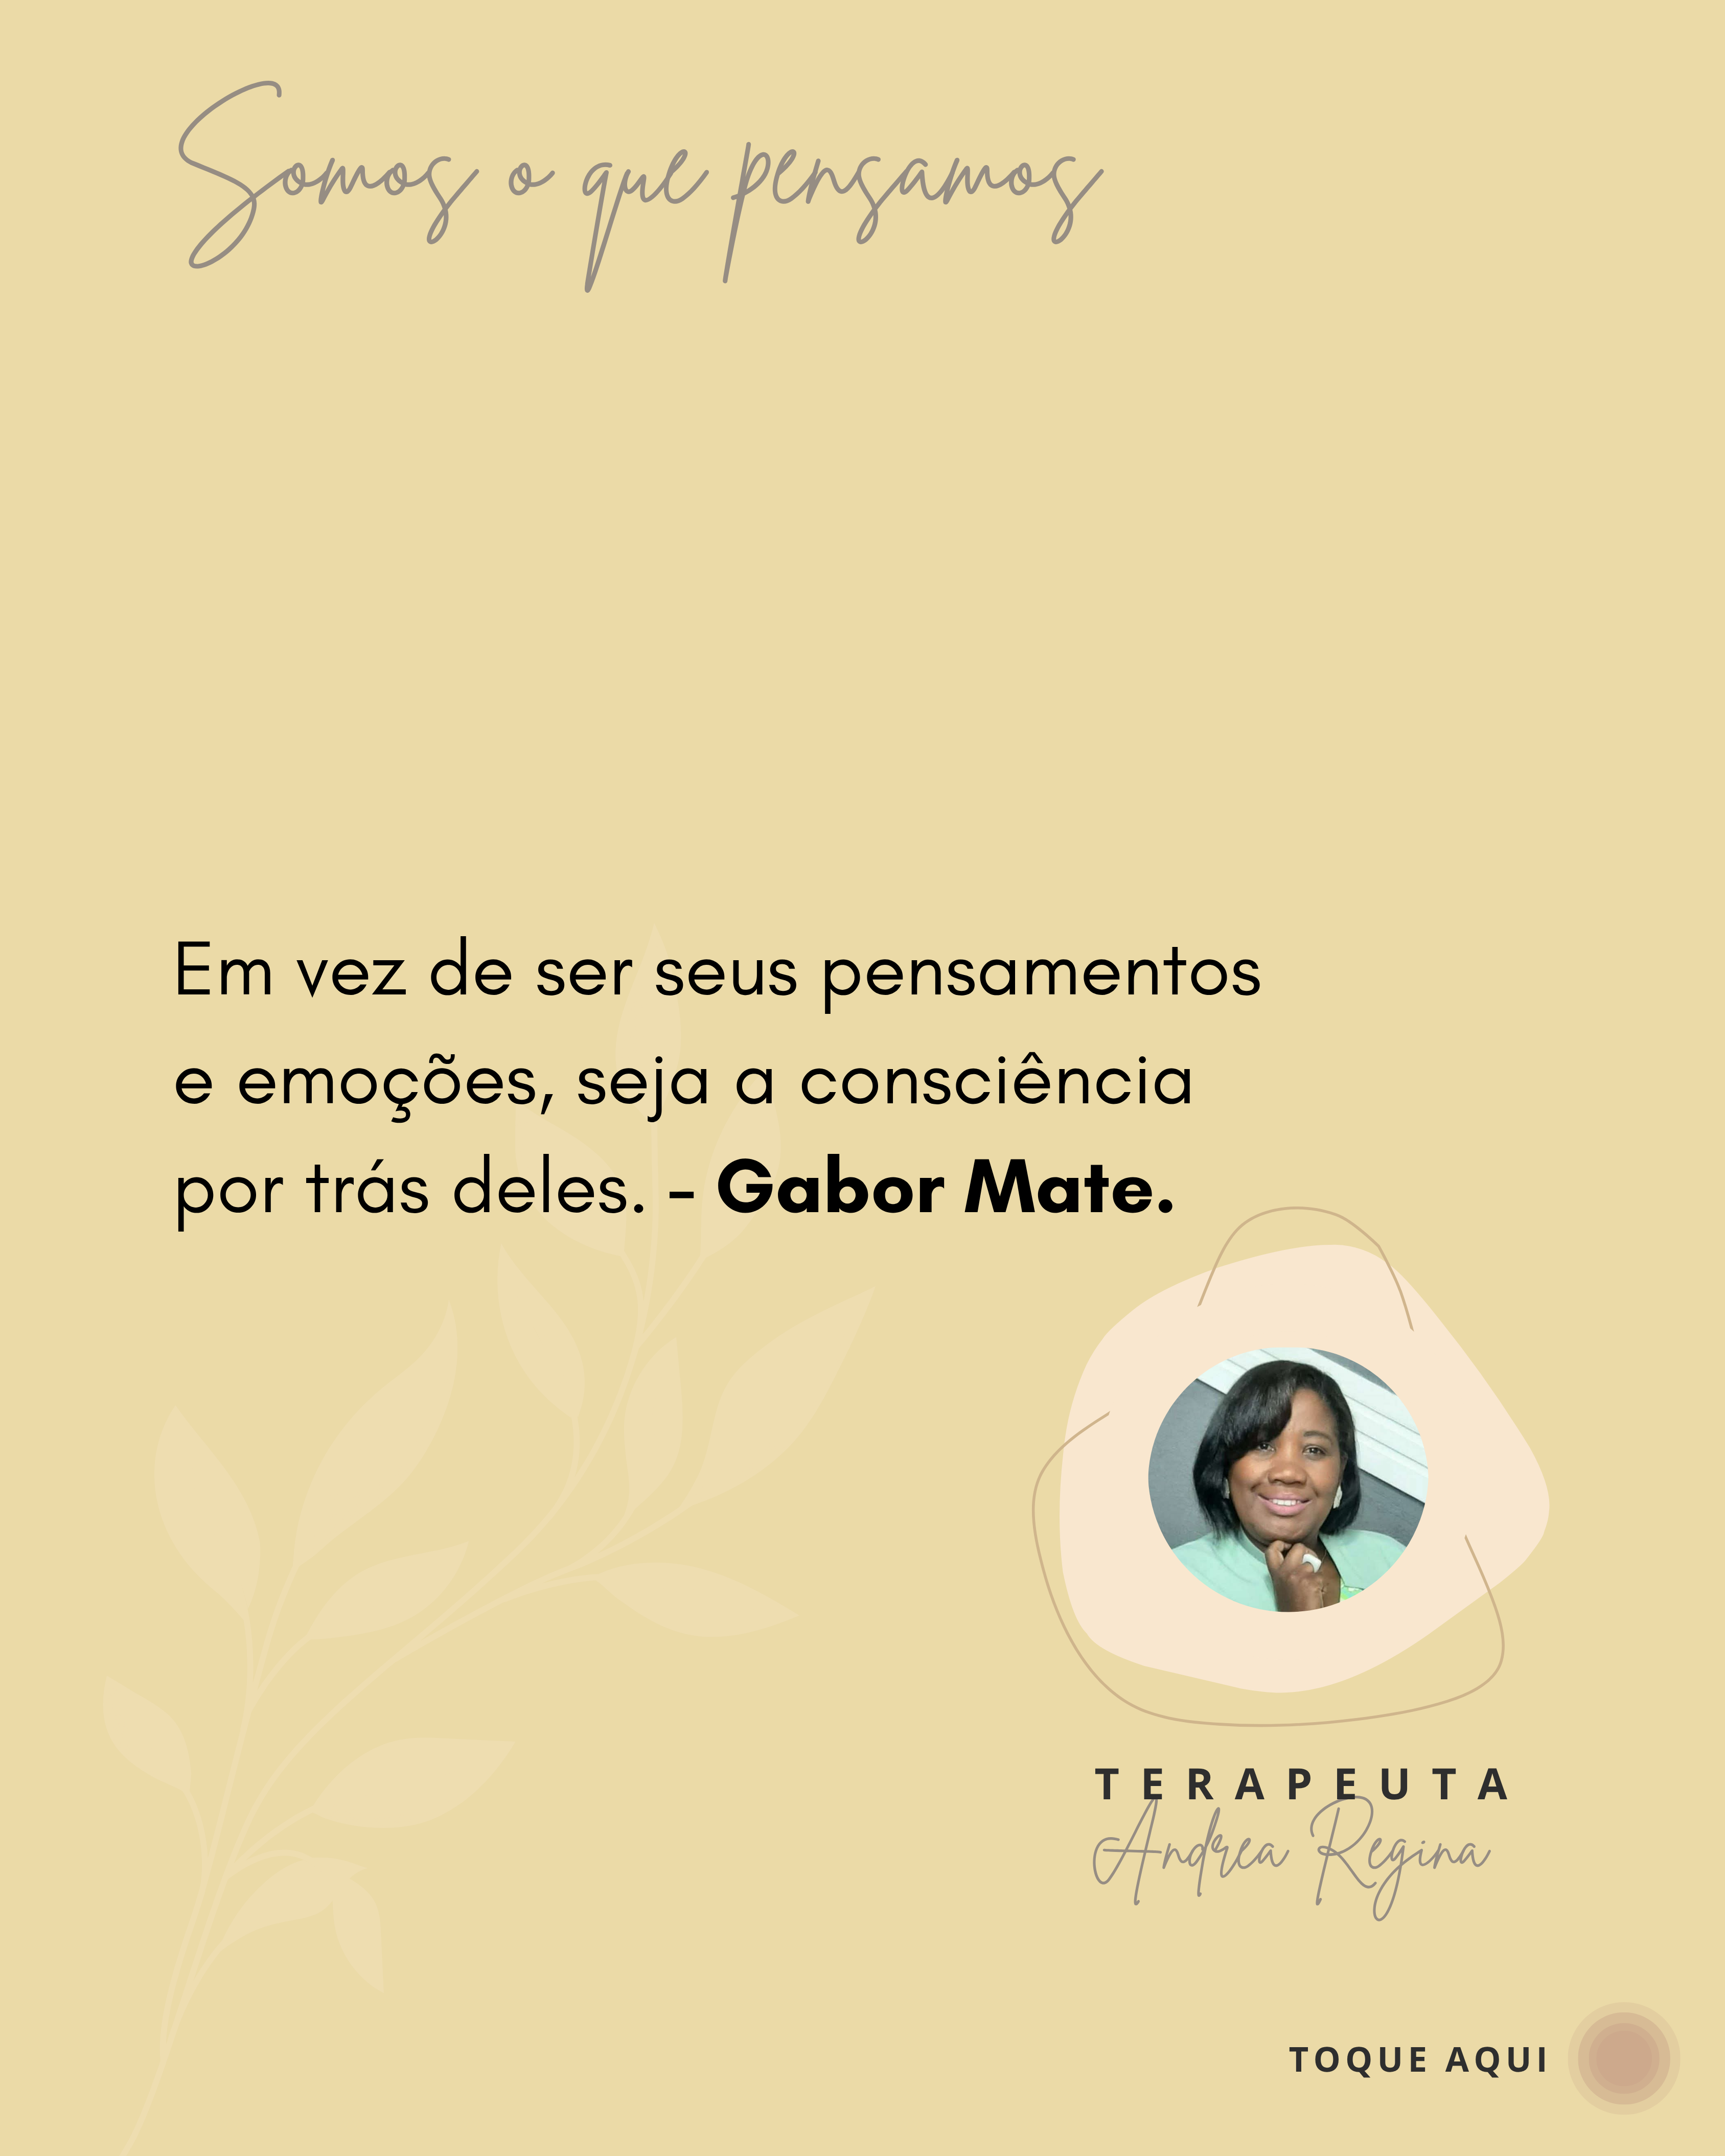 Somos o que pensamos
Em vez de ser seus pensamentos
e emoções, seja a consciência
por trás deles. - Gabor Mate.
TERAPEUTA
Andrea Regina
TOQUE AQUI